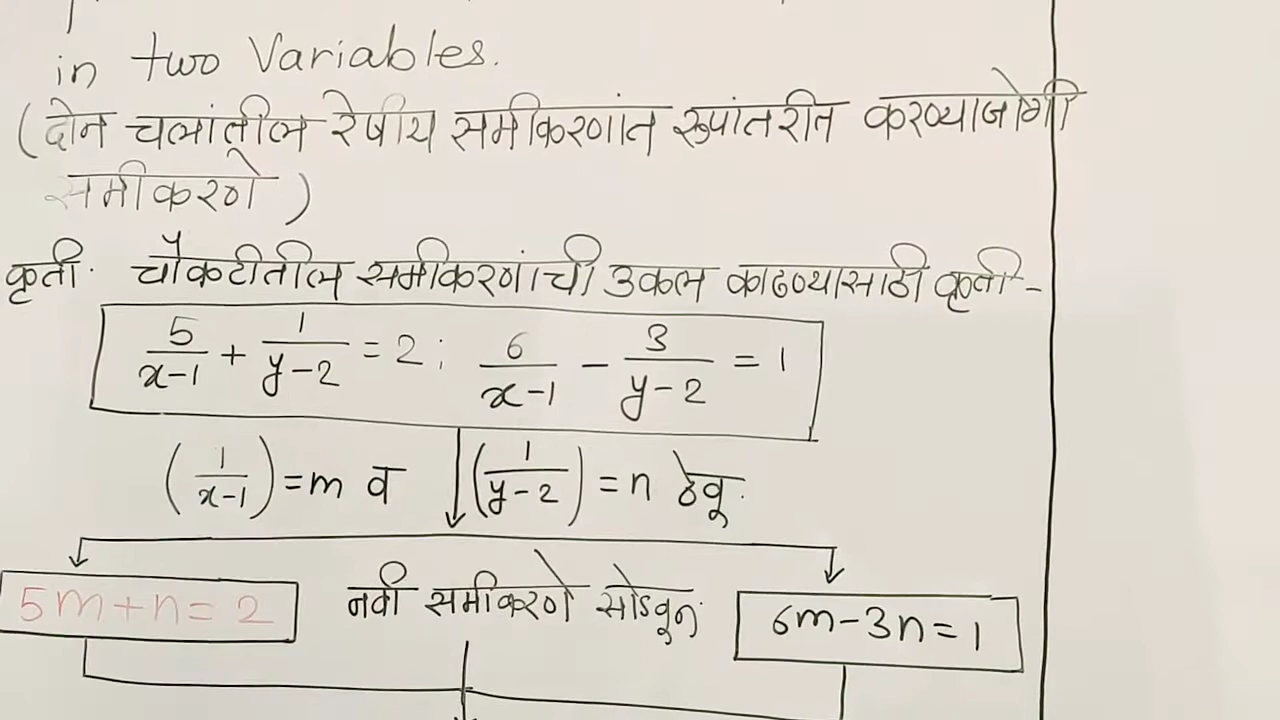 in two Variables.
(दोन चलांतील रेषीय समीकरणांत रूपांतरीत करण्याजोगी
समीकरणे)
कृती. चौकटीतील समीकरणांची उकल काढण्यासाठी कृती-
5/(x-1) + 1/(y-2) = 2; 6/(x-1) - 3/(y-2) = 1
(1/(x-1)) = m व (1/(y-2)) = n ठेवू.
5m+n=2 नवी समीकरणे सोडवून: 6m-3n=1